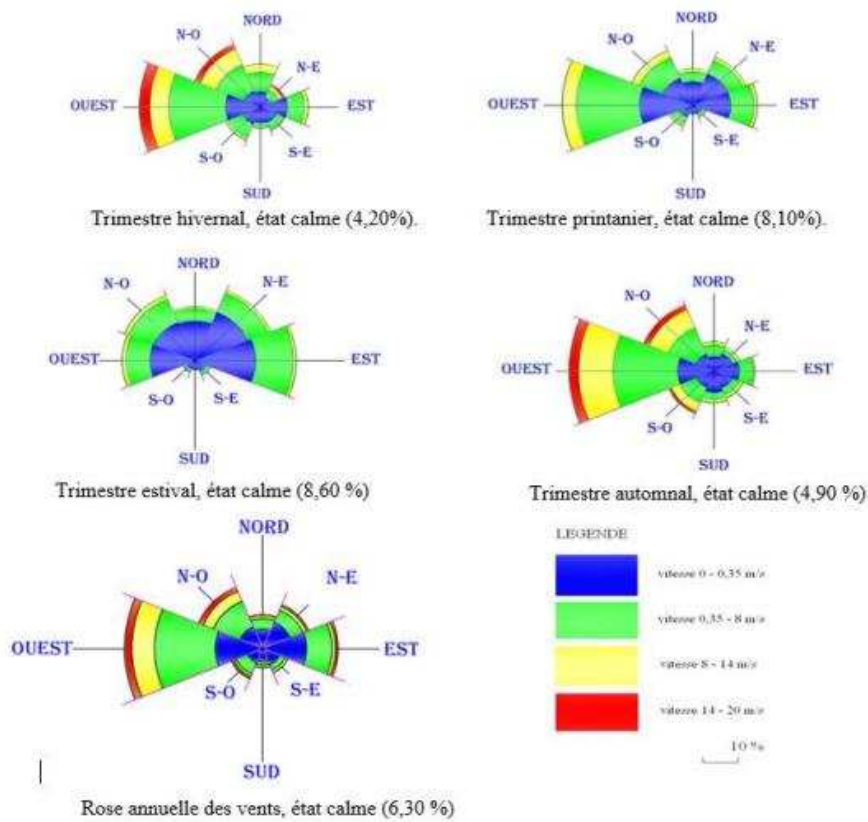 NORD
N-O
N-E
OUEST
EST
S-O
S-E
SUD
Trimestre hivernal, état calme (4,20%).
NORD
N-O
N-E
OUEST
EST
S-O
S-E
SUD
Trimestre printanier, état calme (8,10%).
NORD
N-O
N-E
OUEST
EST
S-O
S-E
SUD
Trimestre estival, état calme (8,60 %)
NORD
N-O
N-E
OUEST
EST
S-O
S-E
SUD
Trimestre automnal, état calme (4,90 %)
NORD
N-O
N-E
OUEST
EST
S-O
S-E
SUD
Rose annuelle des vents, état calme (6,30 %)
LEGENDE
vitesse 0 - 0,35 m/s
vitesse 0,35 - 8 m/s
vitesse 8 - 14 m/s
vitesse 14 - 20 m/s
10 %